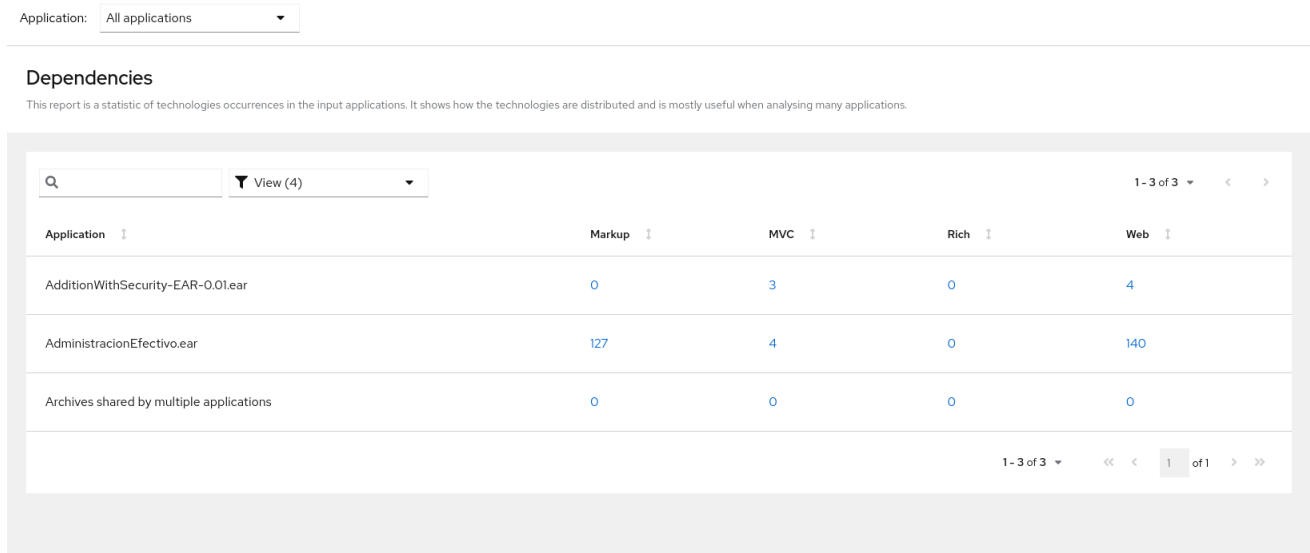 Application: All applications
Dependencies
This report is a statistic of technologies occurrences in the input applications. It shows how the technologies are distributed and is mostly useful when analysing many applications.
View (4) 1 - 3 of 3
Application Markup MVC Rich Web
AdditionWithSecurity-EAR-0.01.ear 0 3 0 4
AdministracionEfectivo.ear 127 4 0 140
Archives shared by multiple applications 0 0 0 0
1 - 3 of 3 1 of 1